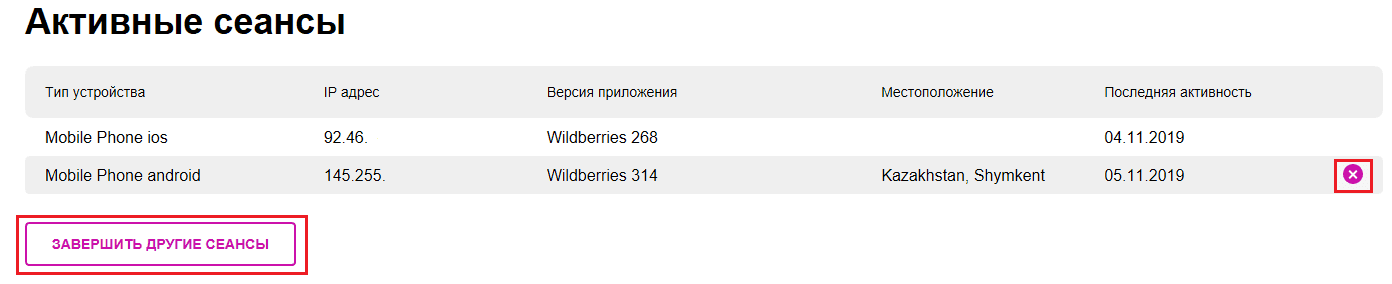 Активные сеансы
Тип устройства IP адрес Версия приложения Местоположение Последняя активность
Mobile Phone ios 92.46. Wildberries 268 04.11.2019
Mobile Phone android 145.255. Wildberries 314 Kazakhstan, Shymkent 05.11.2019
ЗАВЕРШИТЬ ДРУГИЕ СЕАНСЫ